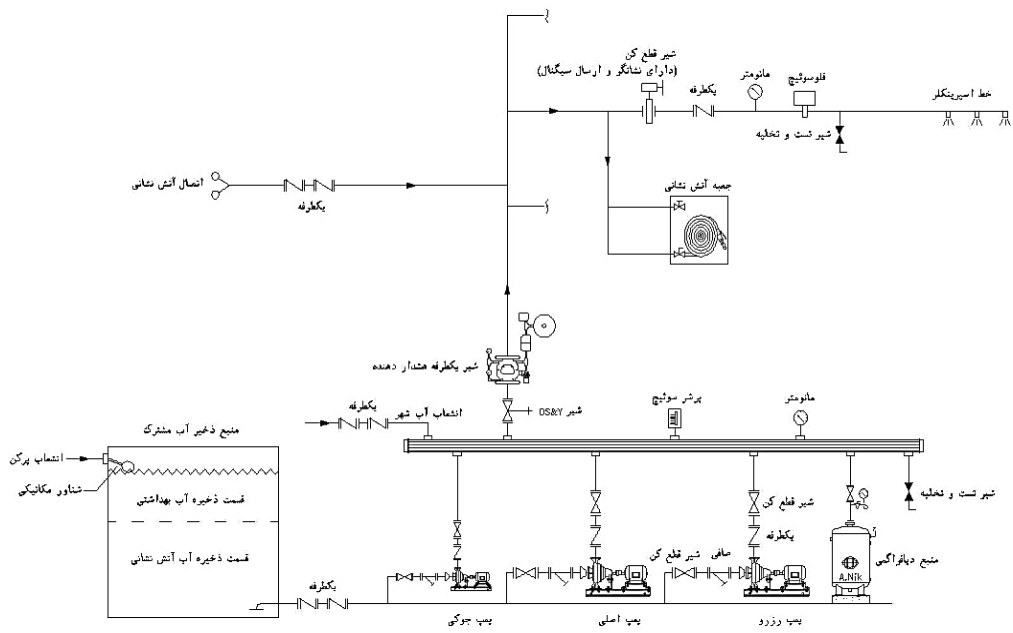 شیر قطع کن
(دارای نشانگر و ارسال سیگنال)
یکطرفه
مانومتر
فلوسوئیچ
خط اسپرینکلر
شیر تست و تخلیه
اتصال آتش نشانی
یکطرفه
جعبه آتش نشانی
شیر یکطرفه هشدار دهنده
شیر OS&Y
یکطرفه
انشعاب آب شهر
پرشر سوئیچ
مانومتر
منبع ذخیر آب مشترک
انشعاب پرکن
شناور مکانیکی
قسمت ذخیره آب بهداشتی
قسمت ذخیره آب آتش نشانی
شیر قطع کن
یکطرفه
شیر تست و تخلیه
منبع دیافراگمی
A.Nik
شیر قطع کن
صافی
یکطرفه
پمپ جوکی
پمپ اصلی
پمپ رزرو